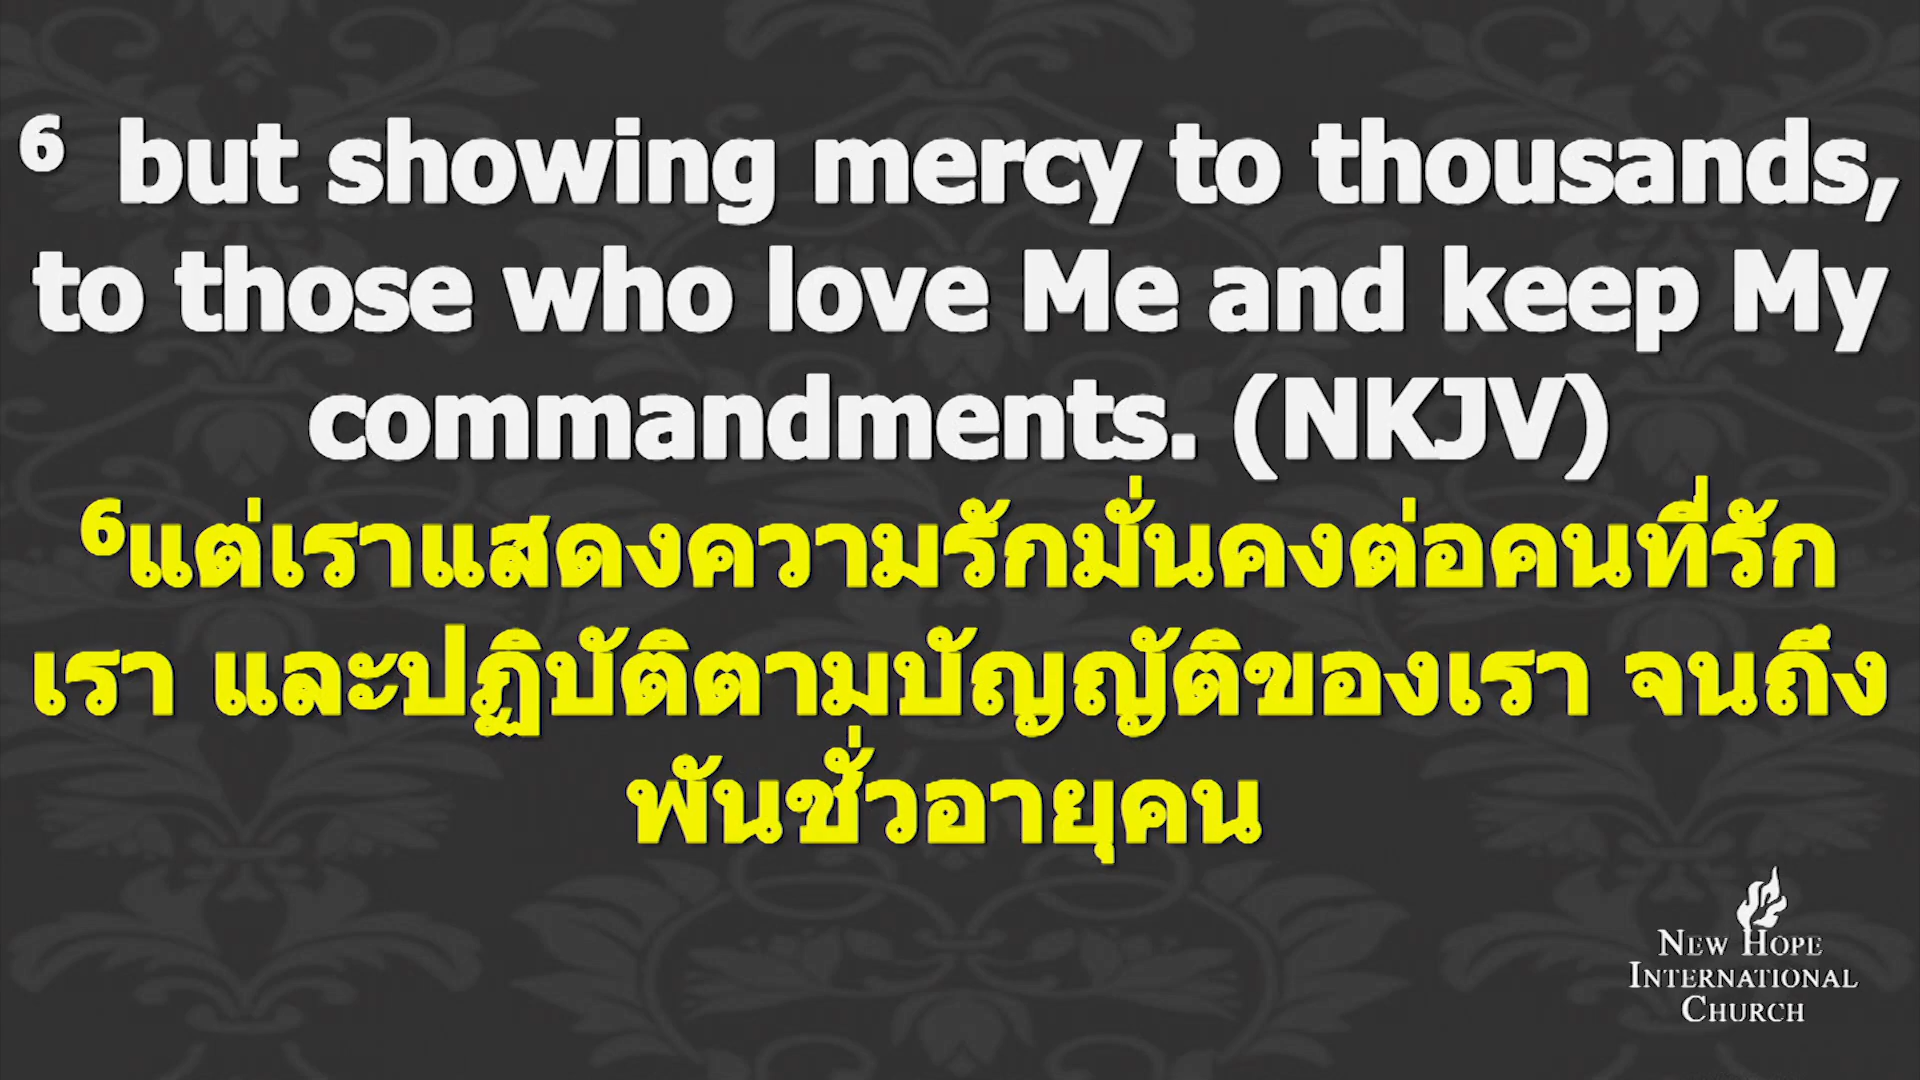 6 but showing mercy to thousands,
to those who love Me and keep My
commandments. (NKJV)
6แต่เราแสดงความรักมั่นคงต่อคนที่รัก
เรา และปฏิบัติตามบัญญัติของเรา จนถึง
พันชั่วอายุคน
NEW HOPE
INTERNATIONAL
CHURCH